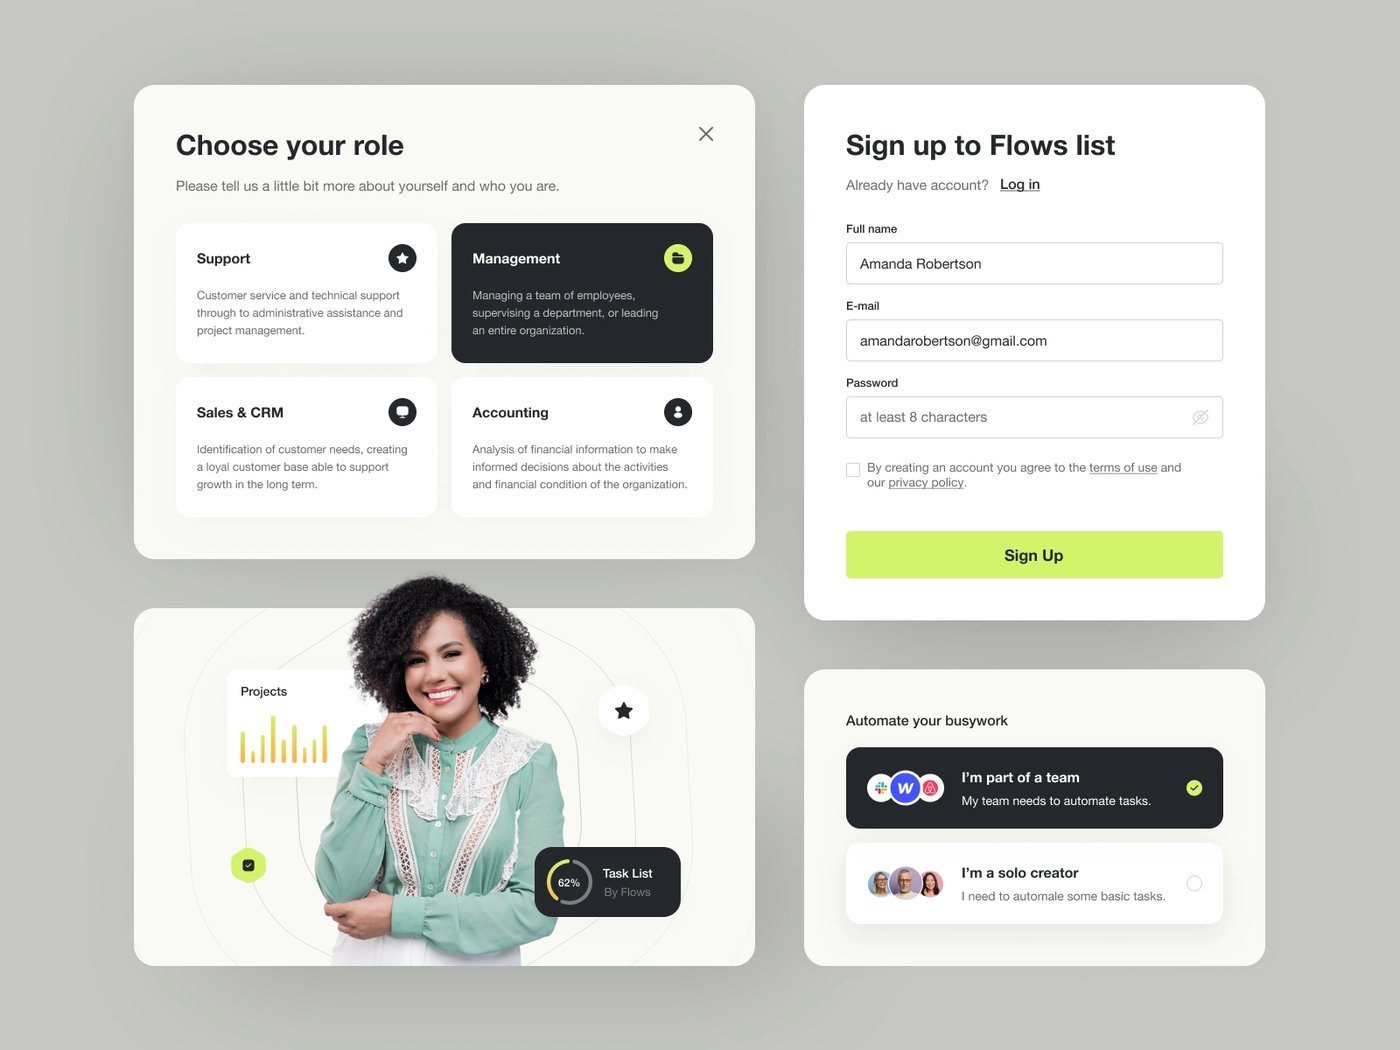 Choose your role
Please tell us a little bit more about yourself and who you are.
Support
Customer service and technical support
through to administrative assistance and
project management.
Management
Managing a team of employees,
supervising a department, or leading
an entire organization.
Sales & CRM
Identification of customer needs, creating
a loyal customer base able to support
growth in the long term.
Accounting
Analysis of financial information to make
informed decisions about the activities
and financial condition of the organization.
Sign up to Flows list
Already have account? Log in
Full name
Amanda Robertson
E-mail
amandarobertson@gmail.com
Password
at least 8 characters
By creating an account you agree to the terms of use and
our privacy policy.
Sign Up
Projects
62%
Task List
By Flows
Automate your busywork
W
I'm part of a team
My team needs to automate tasks.
I'm a solo creator
I need to automale some basic tasks.